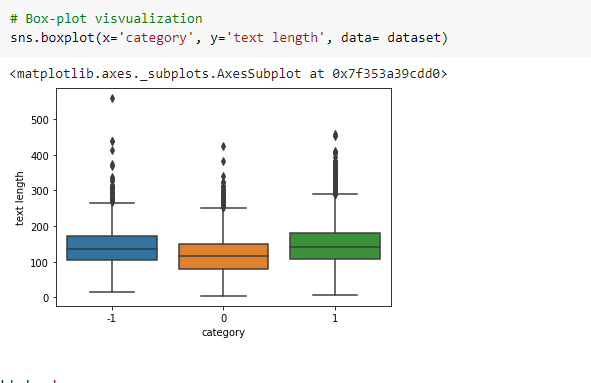 # Box-plot visvualization
sns.boxplot(x='category', y='text length', data= dataset)
<matplotlib.axes._subplots.AxesSubplot at 0x7f353a39cdd0>
500
400
300
200
100
0
text length
-1 0 1
category